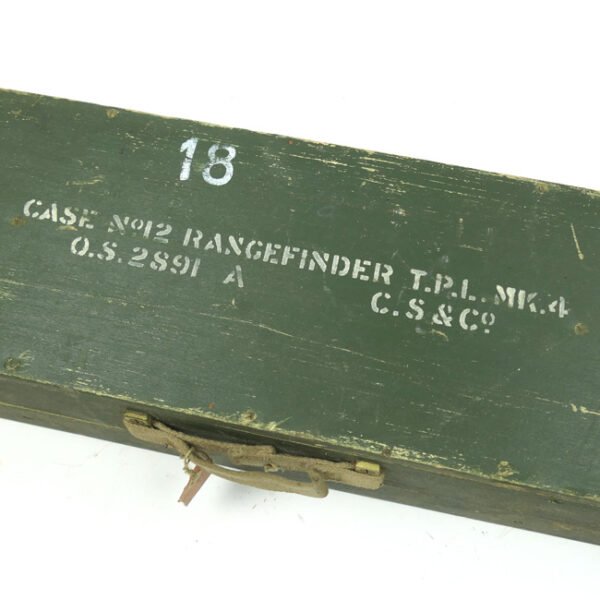 18
CASE Nº12 RANGEFINDER T.P.L. MK.4
O.S. 2891 A C.S & Cº